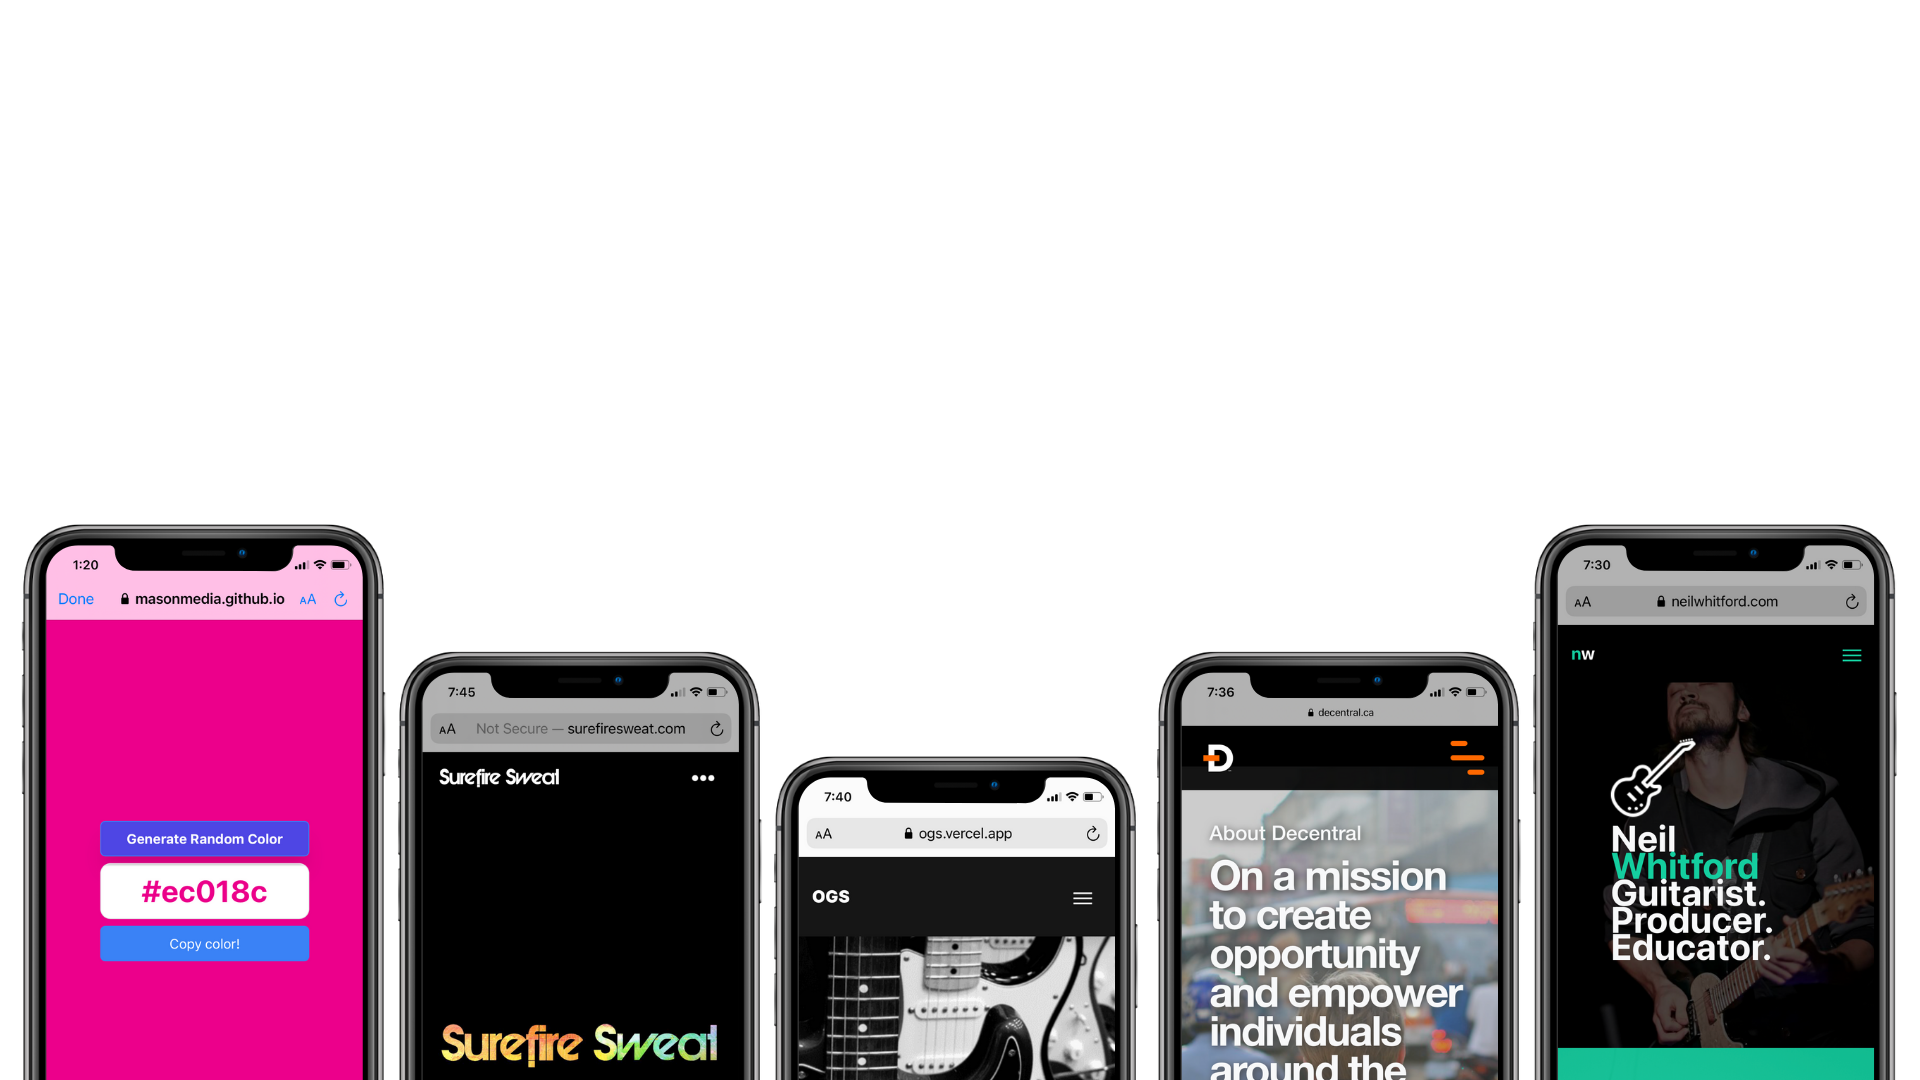 1:20
Done
masonmedia.github.io
AA
Generate Random Color
#ec018c
Copy color!
7:45
AA
Not Secure — surefiresweat.com
Surefire Sweat
Surefire Sweat
7:40
AA
ogs.vercel.app
OGS
7:36
decentral.ca
D
About Decentral
On a mission
to create
opportunity
and empower
individuals
around the
7:30
AA
neilwhitford.com
nw
Neil
Whitford
Guitarist.
Producer.
Educator.